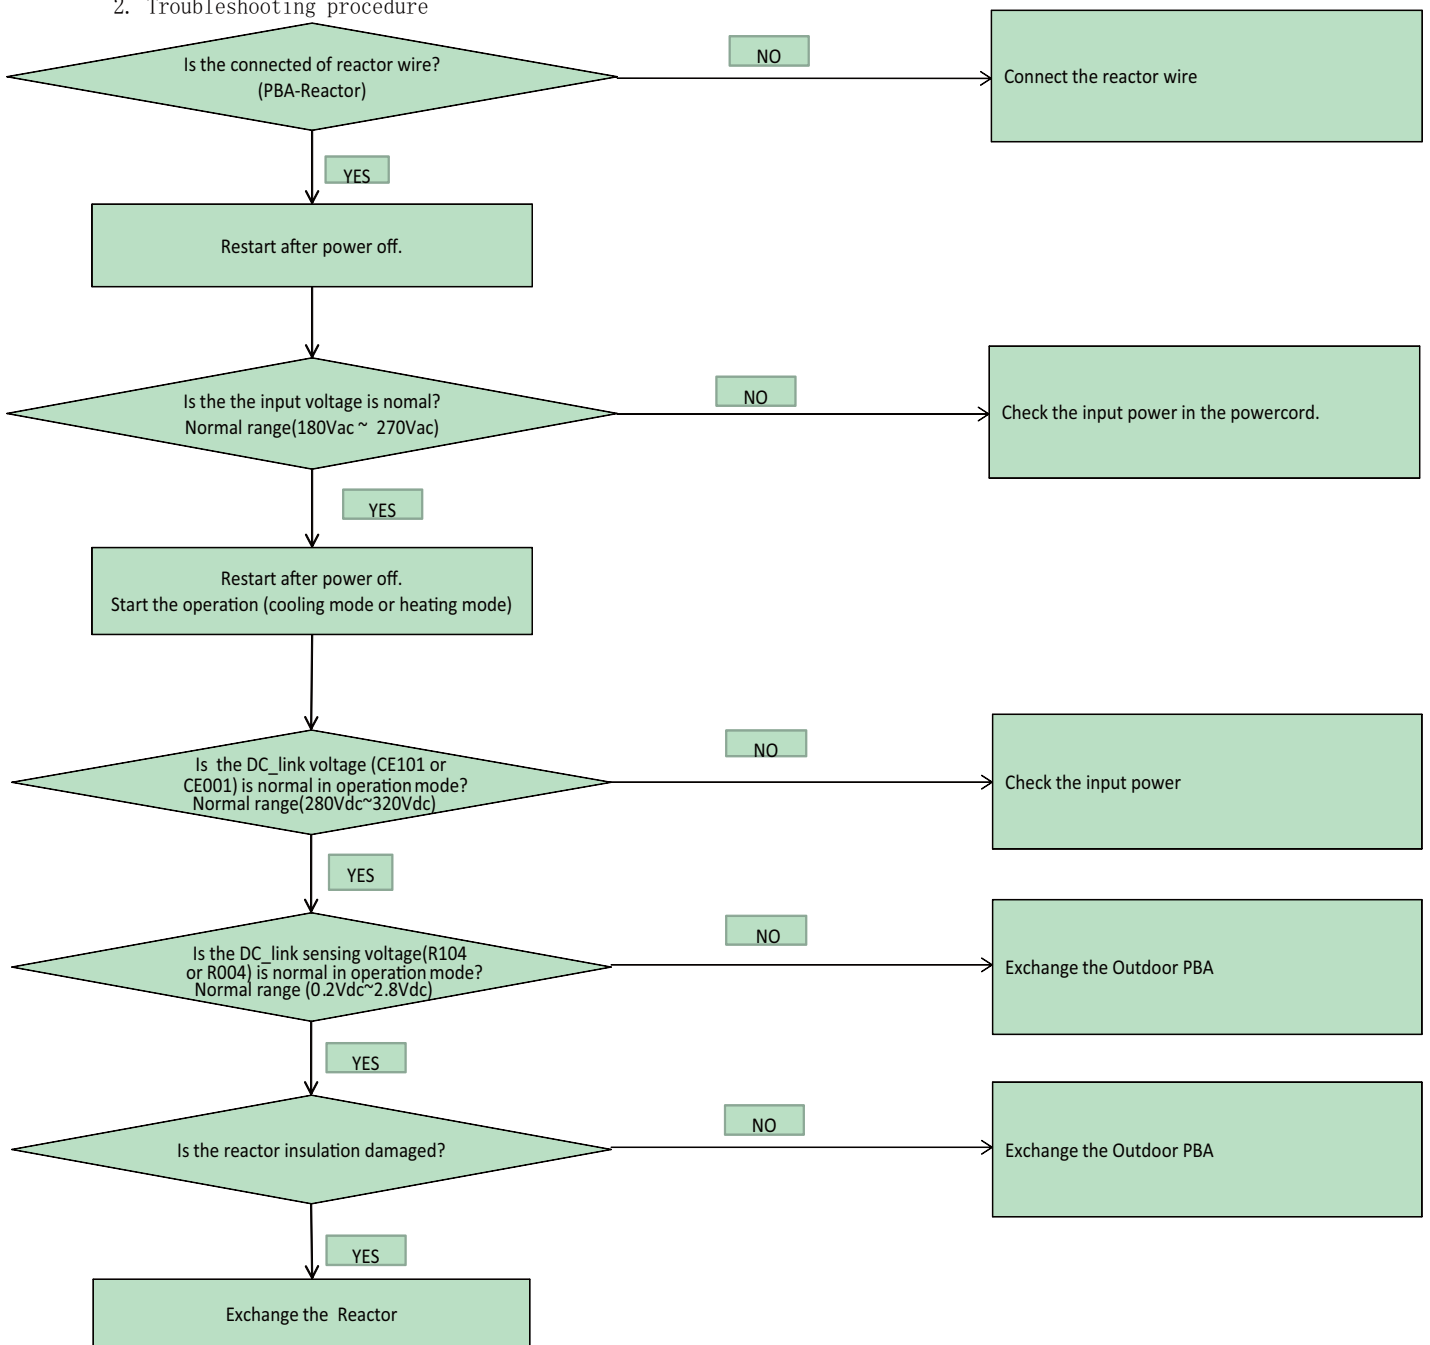 2. Troubleshooting procedure
Is the connected of reactor wire?
(PBA-Reactor)
NO
Connect the reactor wire
YES
Restart after power off.
Is the the input voltage is nomal?
Normal range(180Vac ~ 270Vac)
NO
Check the input power in the powercord.
YES
Restart after power off.
Start the operation (cooling mode or heating mode)
Is the DC_link voltage (CE101 or
CE001) is normal in operation mode?
Normal range(280Vdc~320Vdc)
NO
Check the input power
YES
Is the DC_link sensing voltage(R104
or R004) is normal in operation mode?
Normal range (0.2Vdc~2.8Vdc)
NO
Exchange the Outdoor PBA
YES
Is the reactor insulation damaged?
NO
Exchange the Outdoor PBA
YES
Exchange the Reactor